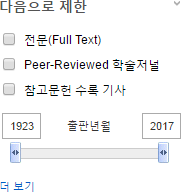 다음으로 제한
전문(Full Text)
Peer-Reviewed 학술저널
참고문헌 수록 기사
1923 출판년월 2017
더 보기